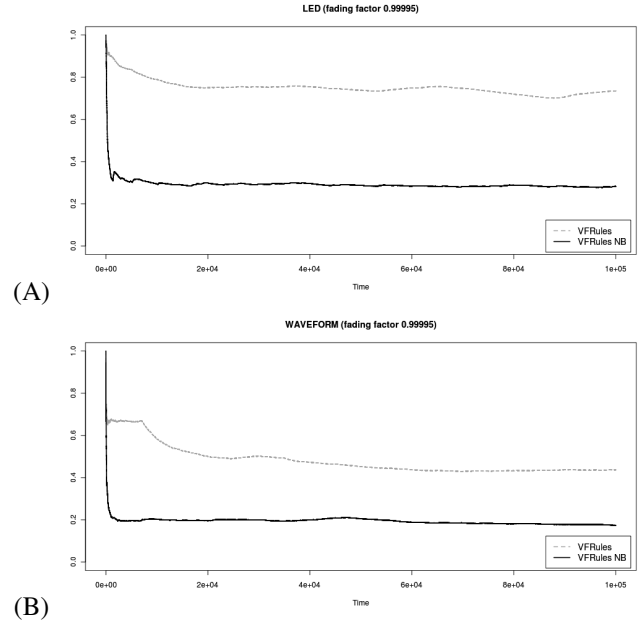 LED (fading factor 0.99995)
1.0
0.8
0.6
0.4
0.2
0.0
VFRules
VFRules NB
0e+00 2e+04 4e+04 6e+04 8e+04 1e+05
Time
(A)
WAVEFORM (fading factor 0.99995)
1.0
0.8
0.6
0.4
0.2
0.0
VFRules
VFRules NB
0e+00 2e+04 4e+04 6e+04 8e+04 1e+05
Time
(B)